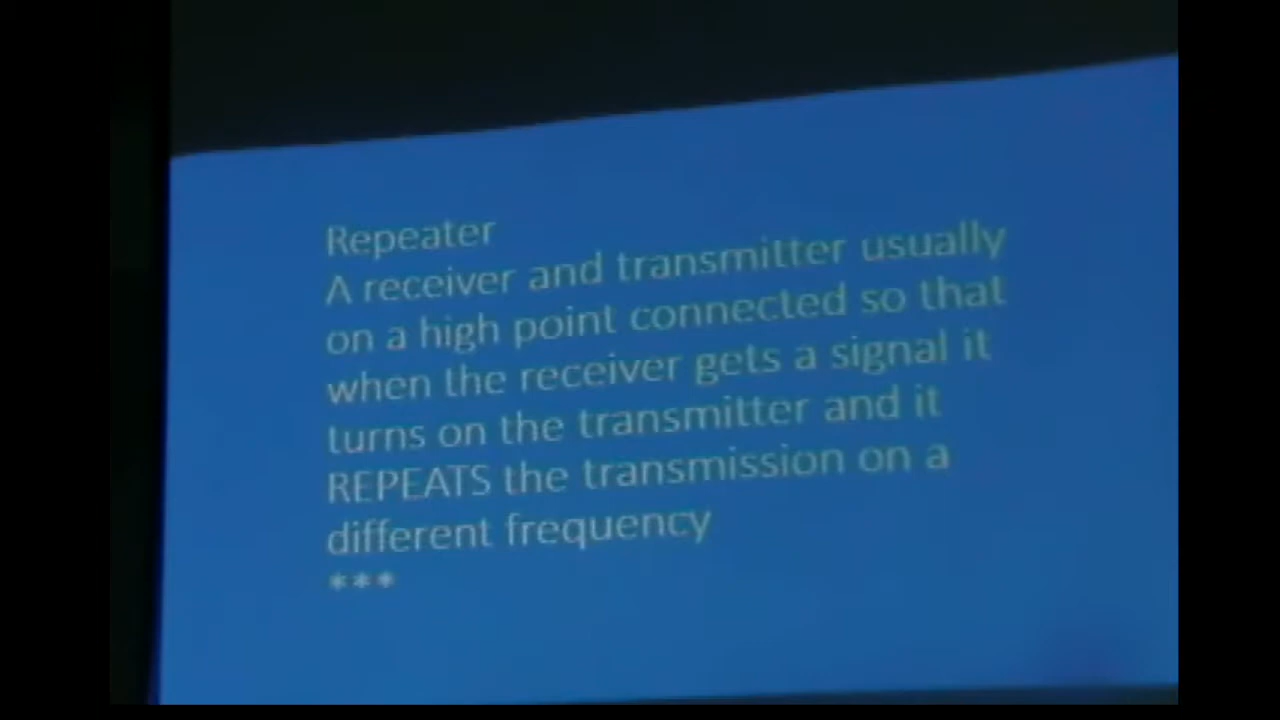 Repeater
A receiver and transmitter usually
on a high point connected so that
when the receiver gets a signal it
turns on the transmitter and it
REPEATS the transmission on a
different frequency
***